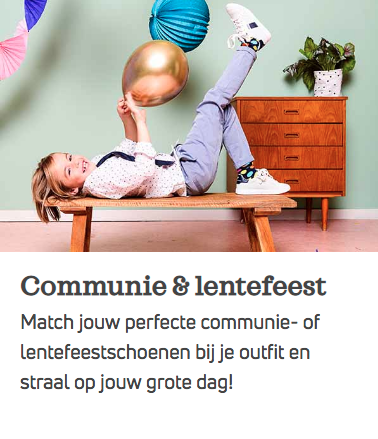 Communie & lentefeest
Match jouw perfecte communie- of
lentefeestschoenen bij je outfit en
straal op jouw grote dag!